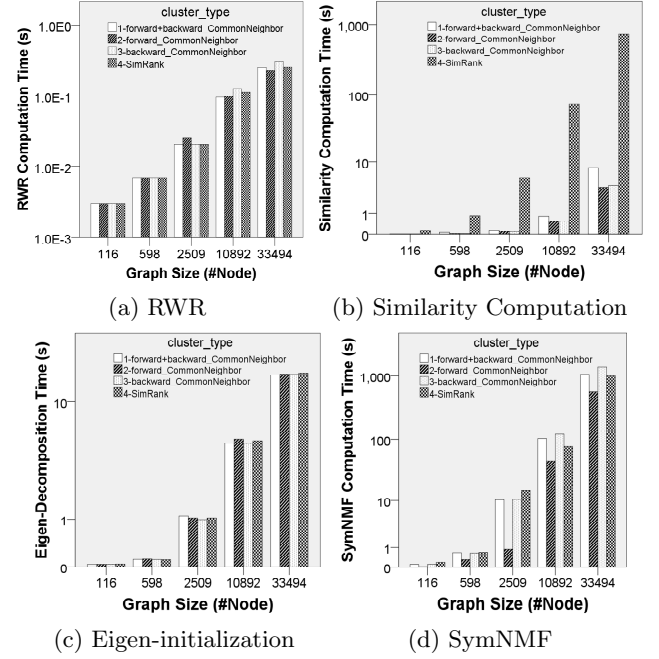 cluster_type
1-forward+backward_CommonNeighbor
2-forward_CommonNeighbor
3-backward_CommonNeighbor
4-SimRank
RWR Computation Time (s)
1.0E0
1.0E-1
1.0E-2
1.0E-3
116 598 2509 10892 33494
Graph Size (#Node)
(a) RWR
cluster_type
1-forward+backward_CommonNeighbor
2-forward_CommonNeighbor
3-backward_CommonNeighbor
4-SimRank
Similarity Computation Time (s)
1,000
100
10
1
0
116 598 2509 10892 33494
Graph Size (#Node)
(b) Similarity Computation
cluster_type
1-forward+backward_CommonNeighbor
2-forward_CommonNeighbor
3-backward_CommonNeighbor
4-SimRank
Eigen-Decomposition Time (s)
10
1
0
116 598 2509 10892 33494
Graph Size (#Node)
(c) Eigen-initialization
cluster_type
1-forward+backward_CommonNeighbor
2-forward_CommonNeighbor
3-backward_CommonNeighbor
4-SimRank
SymNMF Computation Time (s)
1,000
100
10
1
0
116 598 2509 10892 33494
Graph Size (#Node)
(d) SymNMF